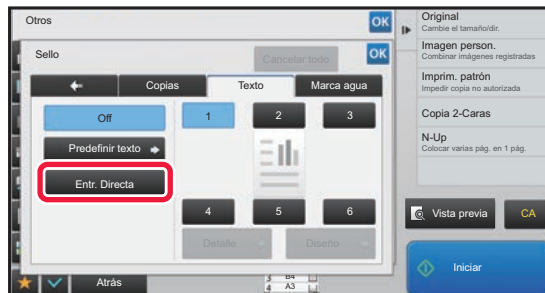 Otros
OK
Sello
Cancelar todo
OK
Copias
Texto
Marca agua
Off
1
2
3
Predefinir texto
Entr. Directa
4
5
6
Detalle
Diseño
Atrás
3 B4
4 A3
Original
Cambie el tamaño/dir.
Imagen person.
Combinar imágenes registradas
Imprim. patrón
Impedir copia no autorizada
Copia 2-Caras
N-Up
Colocar varias pág. en 1 pág.
Vista previa
CA
Iniciar